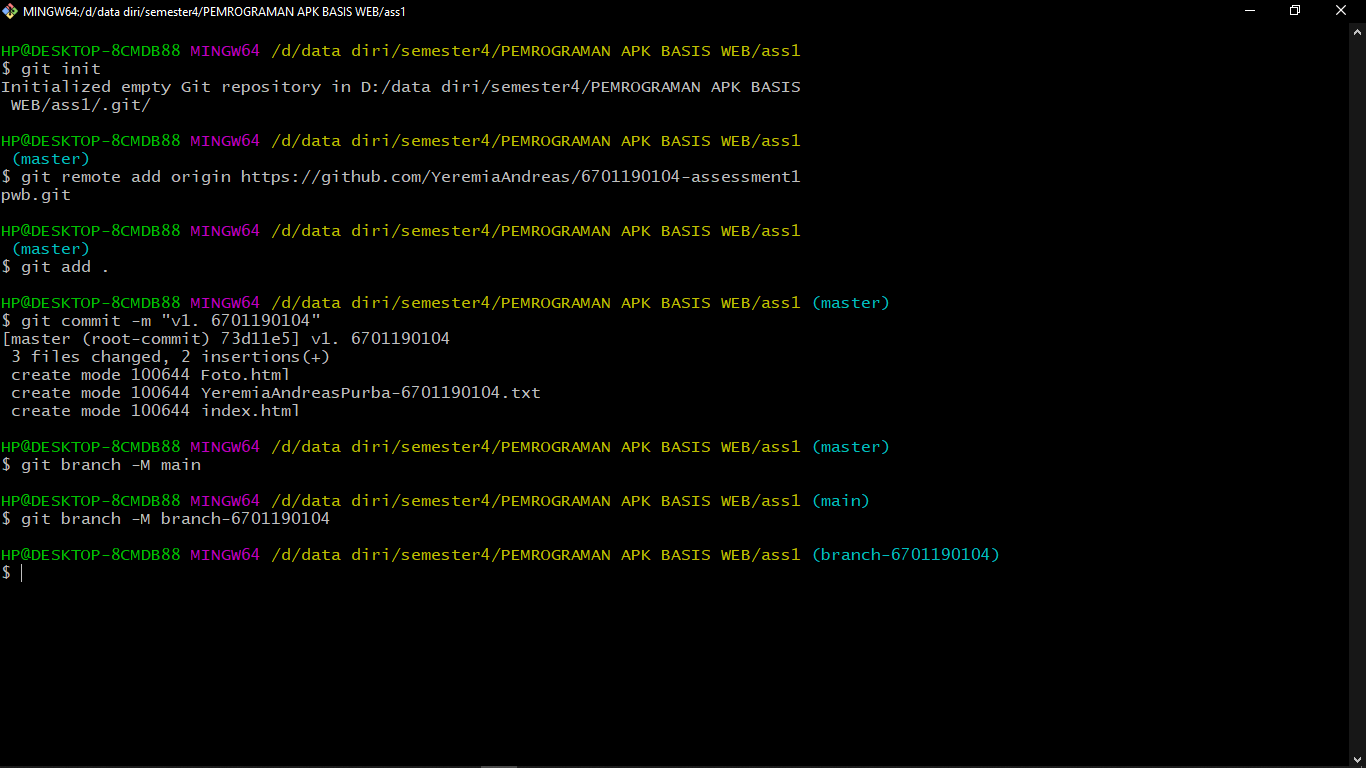 MINGW64:/d/data diri/semester4/PEMROGRAMAN APK BASIS WEB/ass1
HP@DESKTOP-8CMDB88 MINGW64 /d/data diri/semester4/PEMROGRAMAN APK BASIS WEB/ass1
$ git init
Initialized empty Git repository in D:/data diri/semester4/PEMROGRAMAN APK BASIS
WEB/ass1/.git/
HP@DESKTOP-8CMDB88 MINGW64 /d/data diri/semester4/PEMROGRAMAN APK BASIS WEB/ass1
(master)
$ git remote add origin https://github.com/YeremiaAndreas/6701190104-assessment1
pwb.git
HP@DESKTOP-8CMDB88 MINGW64 /d/data diri/semester4/PEMROGRAMAN APK BASIS WEB/ass1
(master)
$ git add .
HP@DESKTOP-8CMDB88 MINGW64 /d/data diri/semester4/PEMROGRAMAN APK BASIS WEB/ass1 (master)
$ git commit -m "v1. 6701190104"
[master (root-commit) 73d11e5] v1. 6701190104
3 files changed, 2 insertions(+)
create mode 100644 Foto.html
create mode 100644 YeremiaAndreasPurba-6701190104.txt
create mode 100644 index.html
HP@DESKTOP-8CMDB88 MINGW64 /d/data diri/semester4/PEMROGRAMAN APK BASIS WEB/ass1 (master)
$ git branch -M main
HP@DESKTOP-8CMDB88 MINGW64 /d/data diri/semester4/PEMROGRAMAN APK BASIS WEB/ass1 (main)
$ git branch -M branch-6701190104
HP@DESKTOP-8CMDB88 MINGW64 /d/data diri/semester4/PEMROGRAMAN APK BASIS WEB/ass1 (branch-6701190104)
$